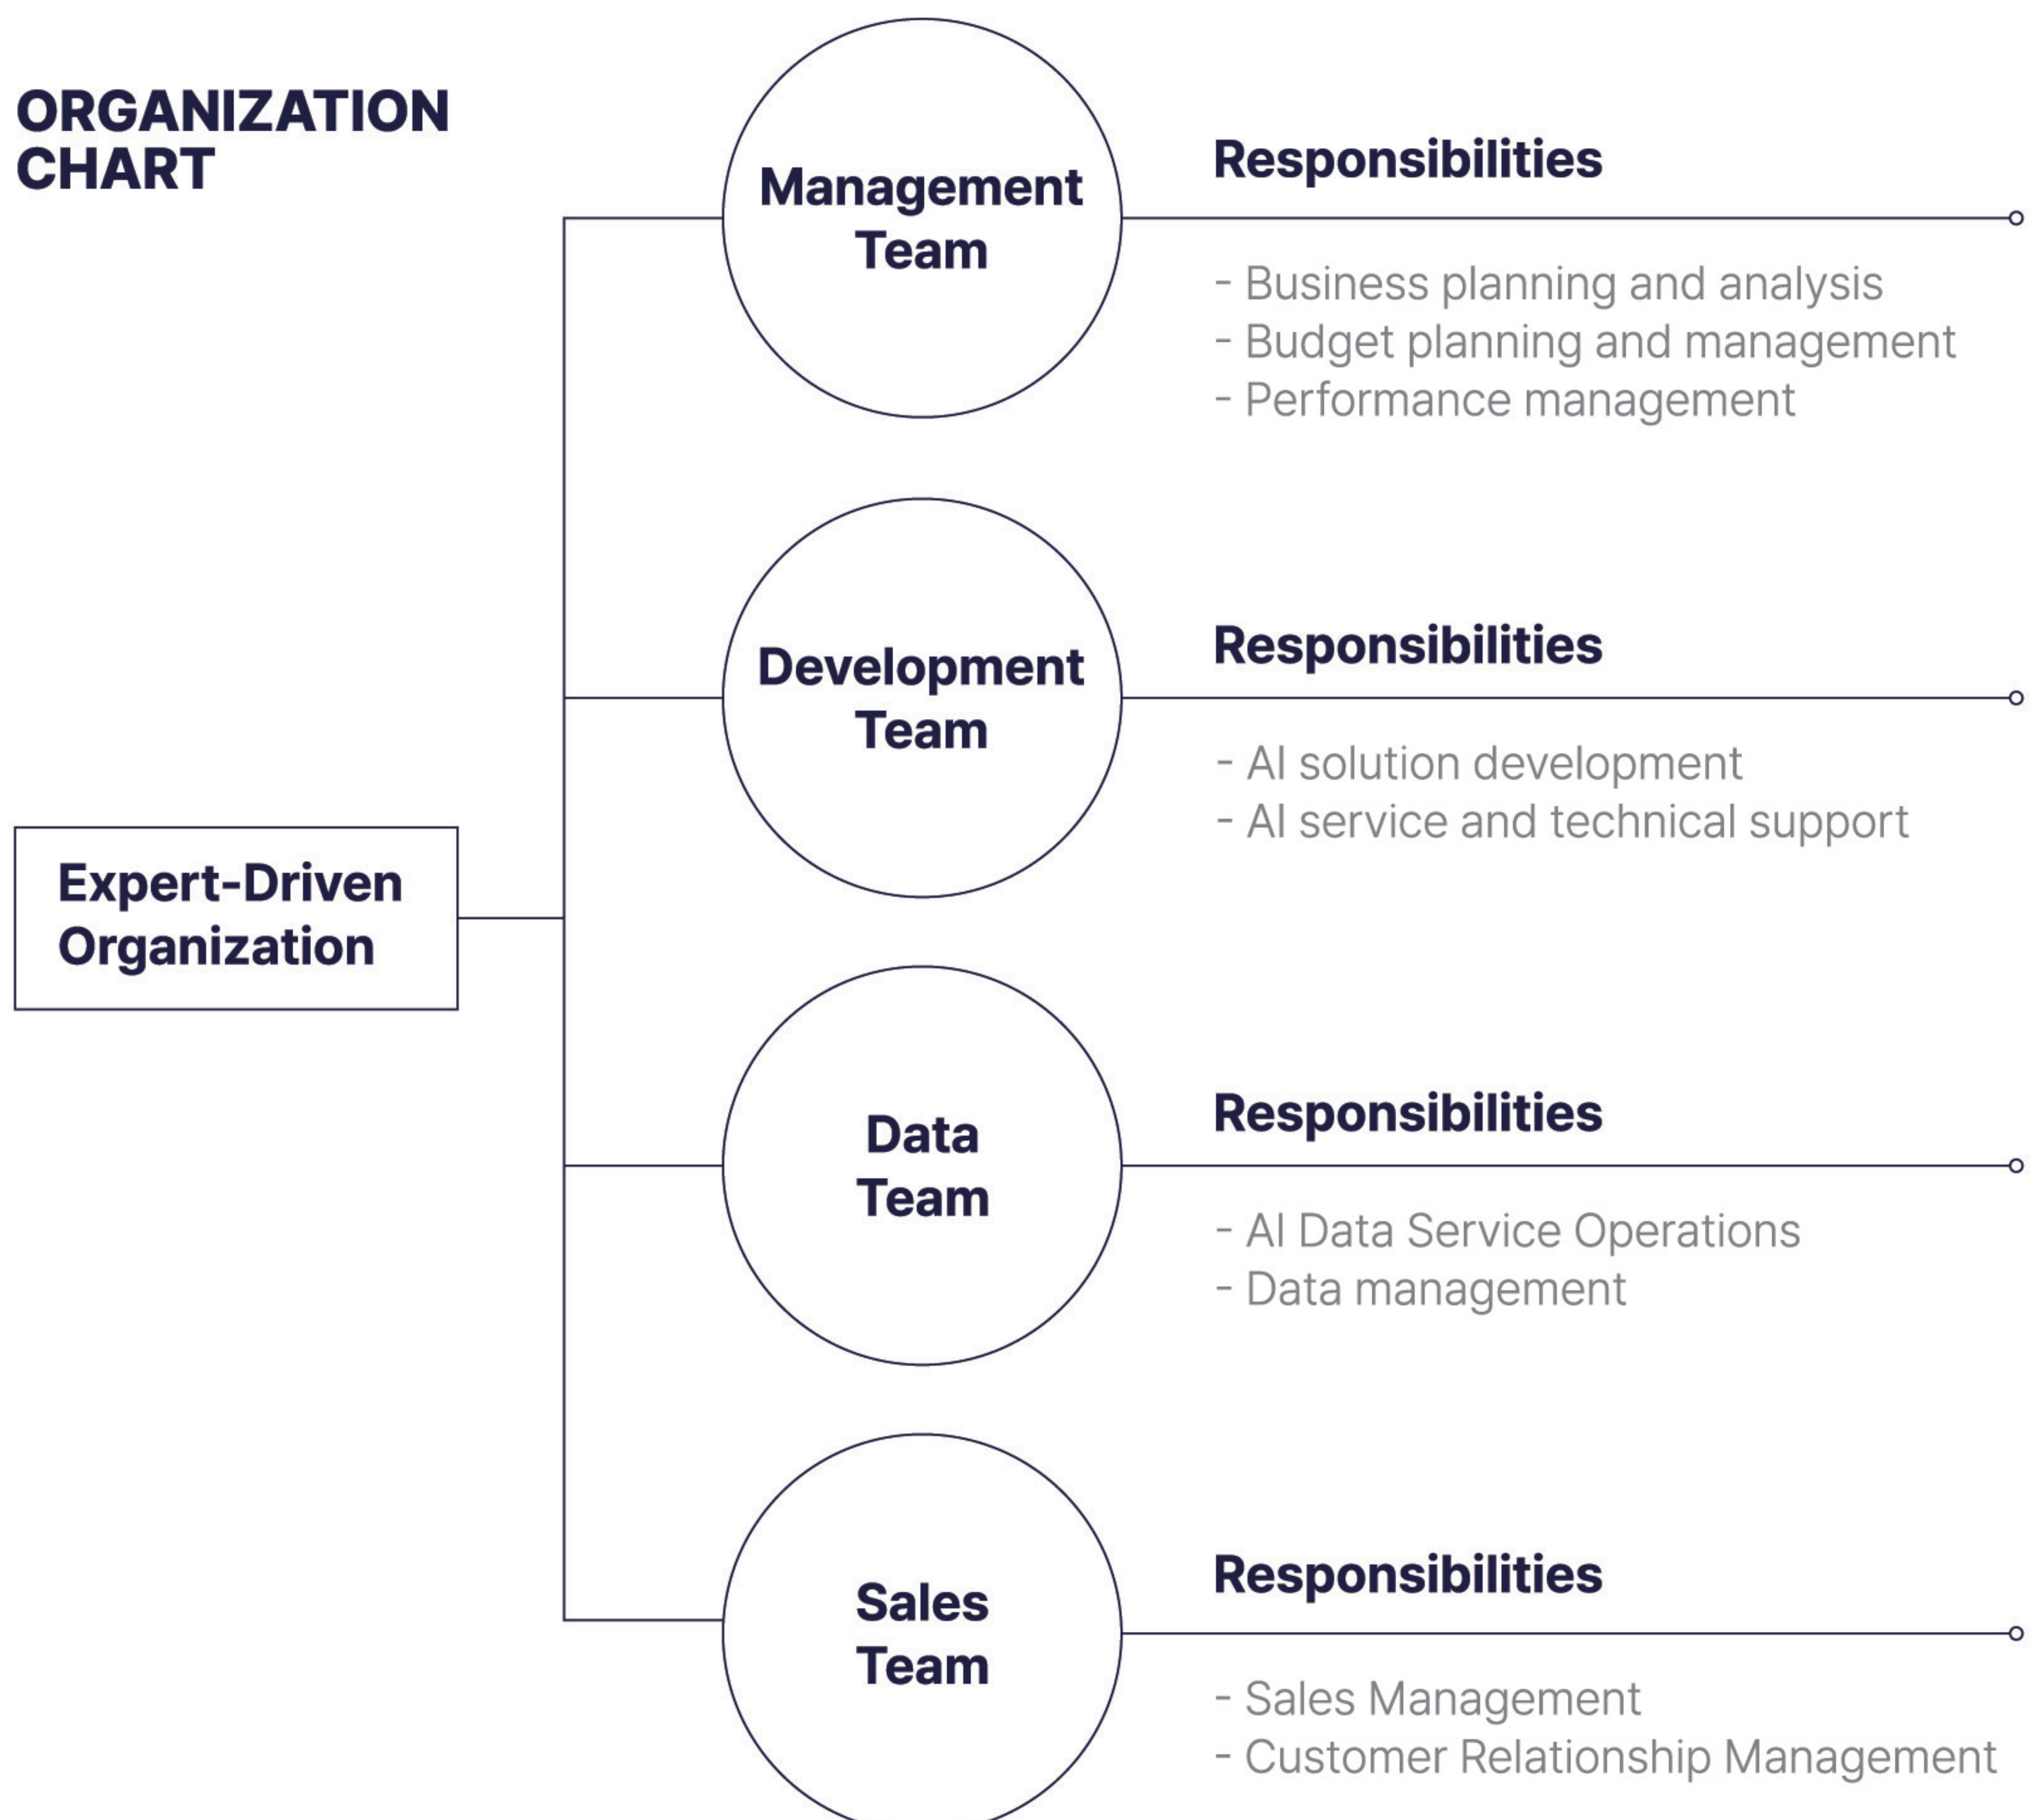 ORGANIZATION
CHART
Expert-Driven
Organization
Management
Team
Responsibilities
- Business planning and analysis
- Budget planning and management
- Performance management
Development
Team
Responsibilities
- AI solution development
- AI service and technical support
Data
Team
Responsibilities
- AI Data Service Operations
- Data management
Sales
Team
Responsibilities
- Sales Management
- Customer Relationship Management